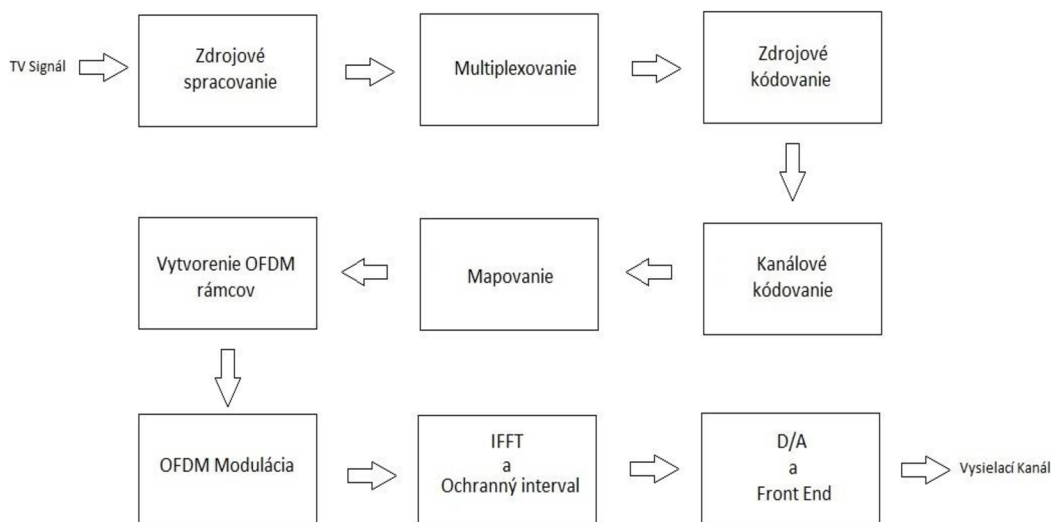 TV Signál
Zdrojové
spracovanie
Multiplexovanie
Zdrojové
kódovanie
Kanálové
kódovanie
Mapovanie
Vytvorenie OFDM
rámcov
OFDM Modulácia
IFFT
a
Ochranný interval
D/A
a
Front End
Vysielací Kanál